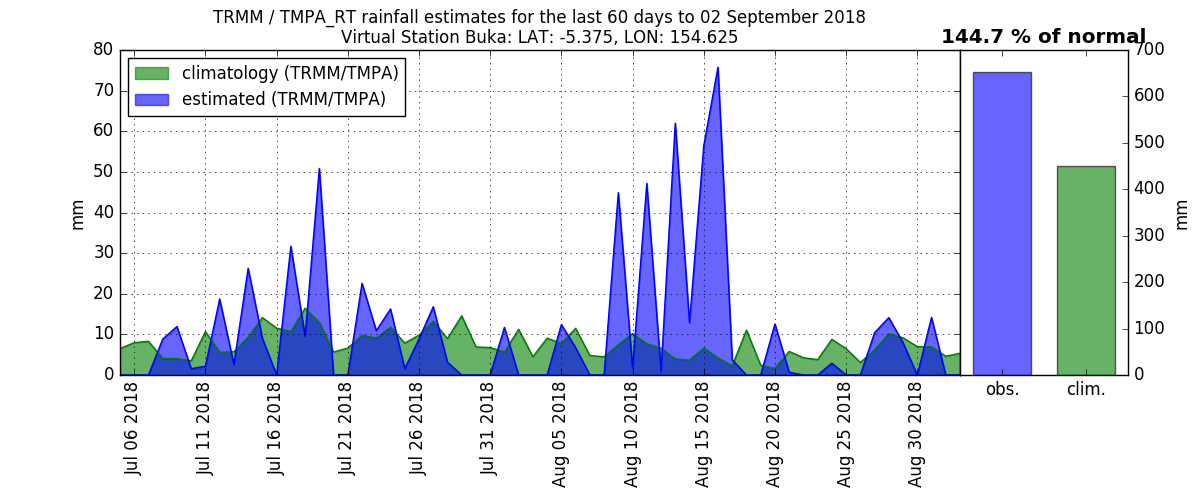 TRMM / TMPA_RT rainfall estimates for the last 60 days to 02 September 2018
Virtual Station Buka: LAT: -5.375, LON: 154.625
144.7 % of normal
climatology (TRMM/TMPA)
estimated (TRMM/TMPA)
mm
80
70
60
50
40
30
20
10
0
Jul 06 2018
Jul 11 2018
Jul 16 2018
Jul 21 2018
Jul 26 2018
Jul 31 2018
Aug 05 2018
Aug 10 2018
Aug 15 2018
Aug 20 2018
Aug 25 2018
Aug 30 2018
obs.
clim.
700
600
500
400
300
200
100
0
mm